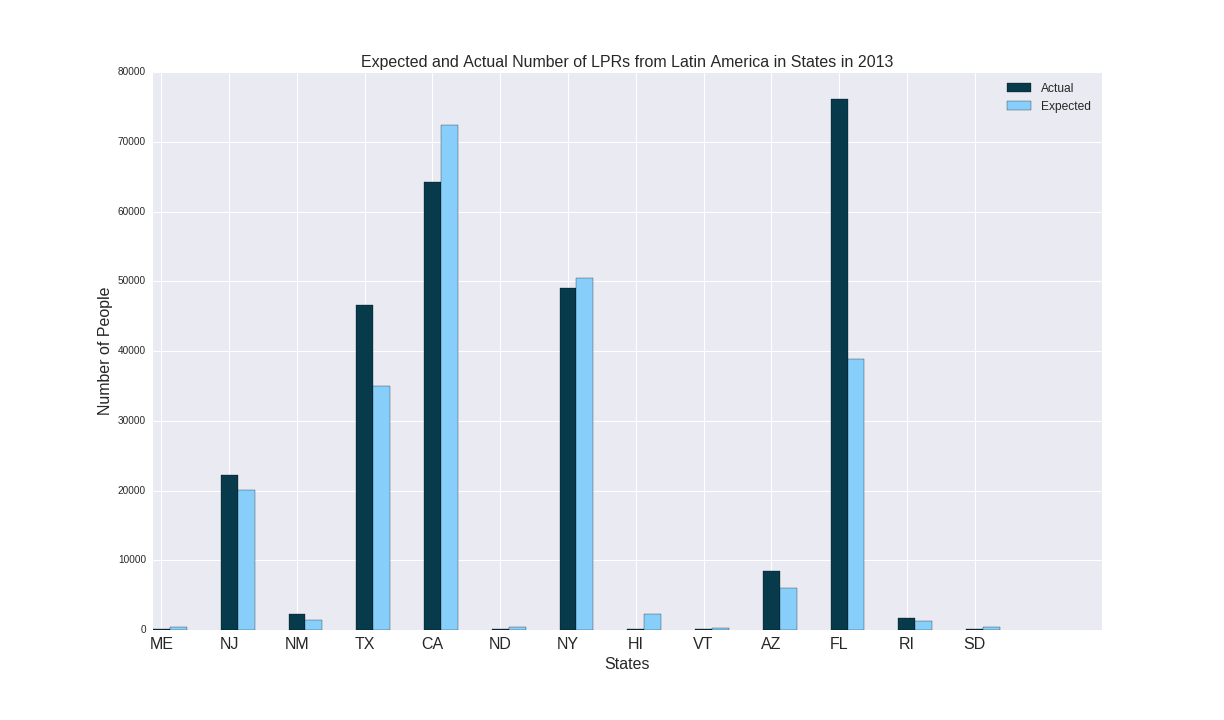 Expected and Actual Number of LPRs from Latin America in States in 2013
80000
70000
60000
50000
40000
30000
20000
10000
0
Number of People
Actual
Expected
ME NJ NM TX CA ND NY HI VT AZ FL RI SD
States